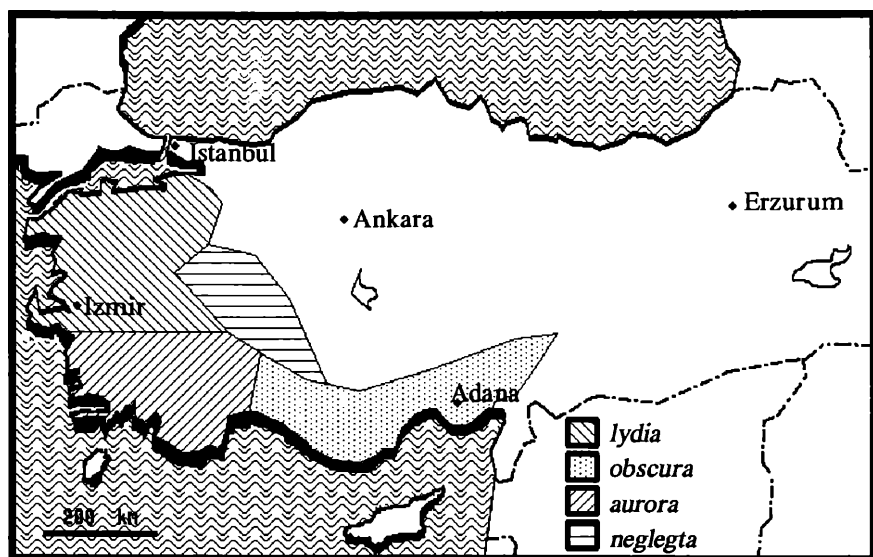 Istanbul
Ankara
Erzurum
Izmir
Adana
lydia
obscura
aurora
neglegta
200 km